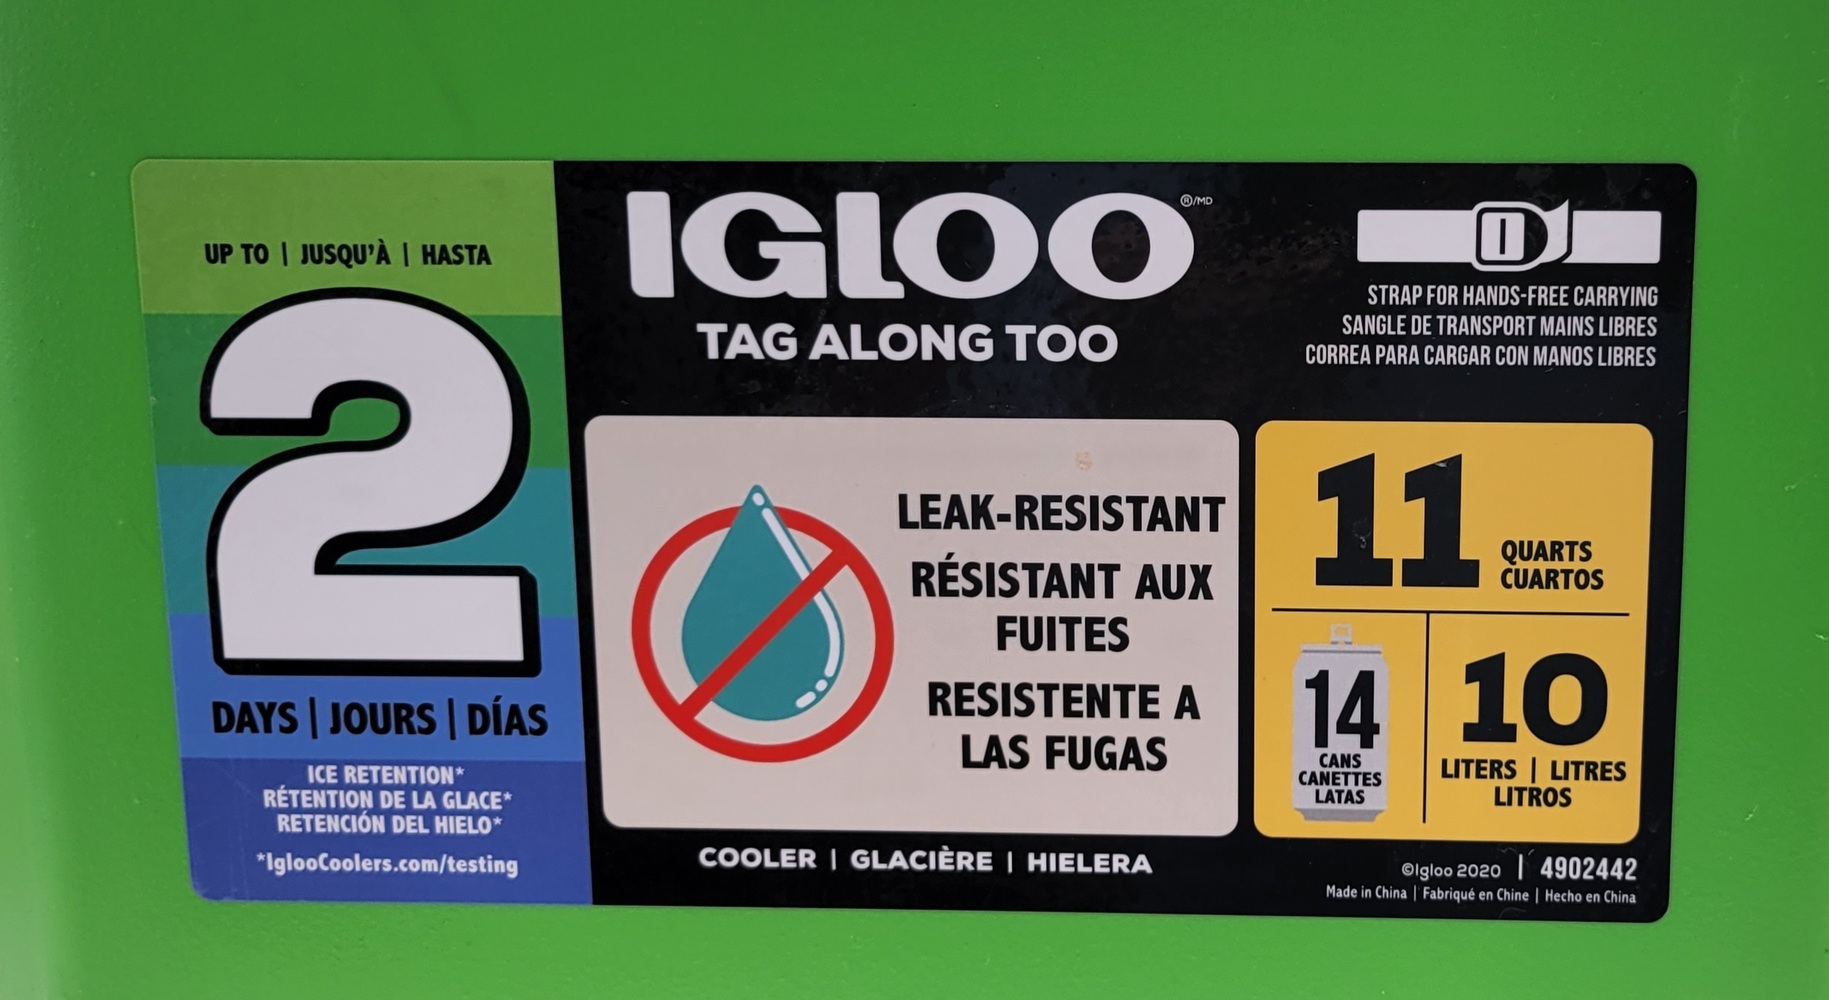 UP TO | JUSQU'À | HASTA
2
DAYS | JOURS | DÍAS
ICE RETENTION*
RÉTENTION DE LA GLACE*
RETENCIÓN DEL HIELO*
*IglooCoolers.com/testing
IGLOO ®/MD
TAG ALONG TOO
STRAP FOR HANDS-FREE CARRYING
SANGLE DE TRANSPORT MAINS LIBRES
CORREA PARA CARGAR CON MANOS LIBRES
LEAK-RESISTANT
RÉSISTANT AUX
FUITES
RESISTENTE A
LAS FUGAS
11
QUARTS
CUARTOS
14
CANS
CANETTES
LATAS
10
LITERS | LITRES
LITROS
COOLER | GLACIÈRE | HIELERA
©Igloo 2020 | 4902442
Made in China | Fabriqué en Chine | Hecho en China